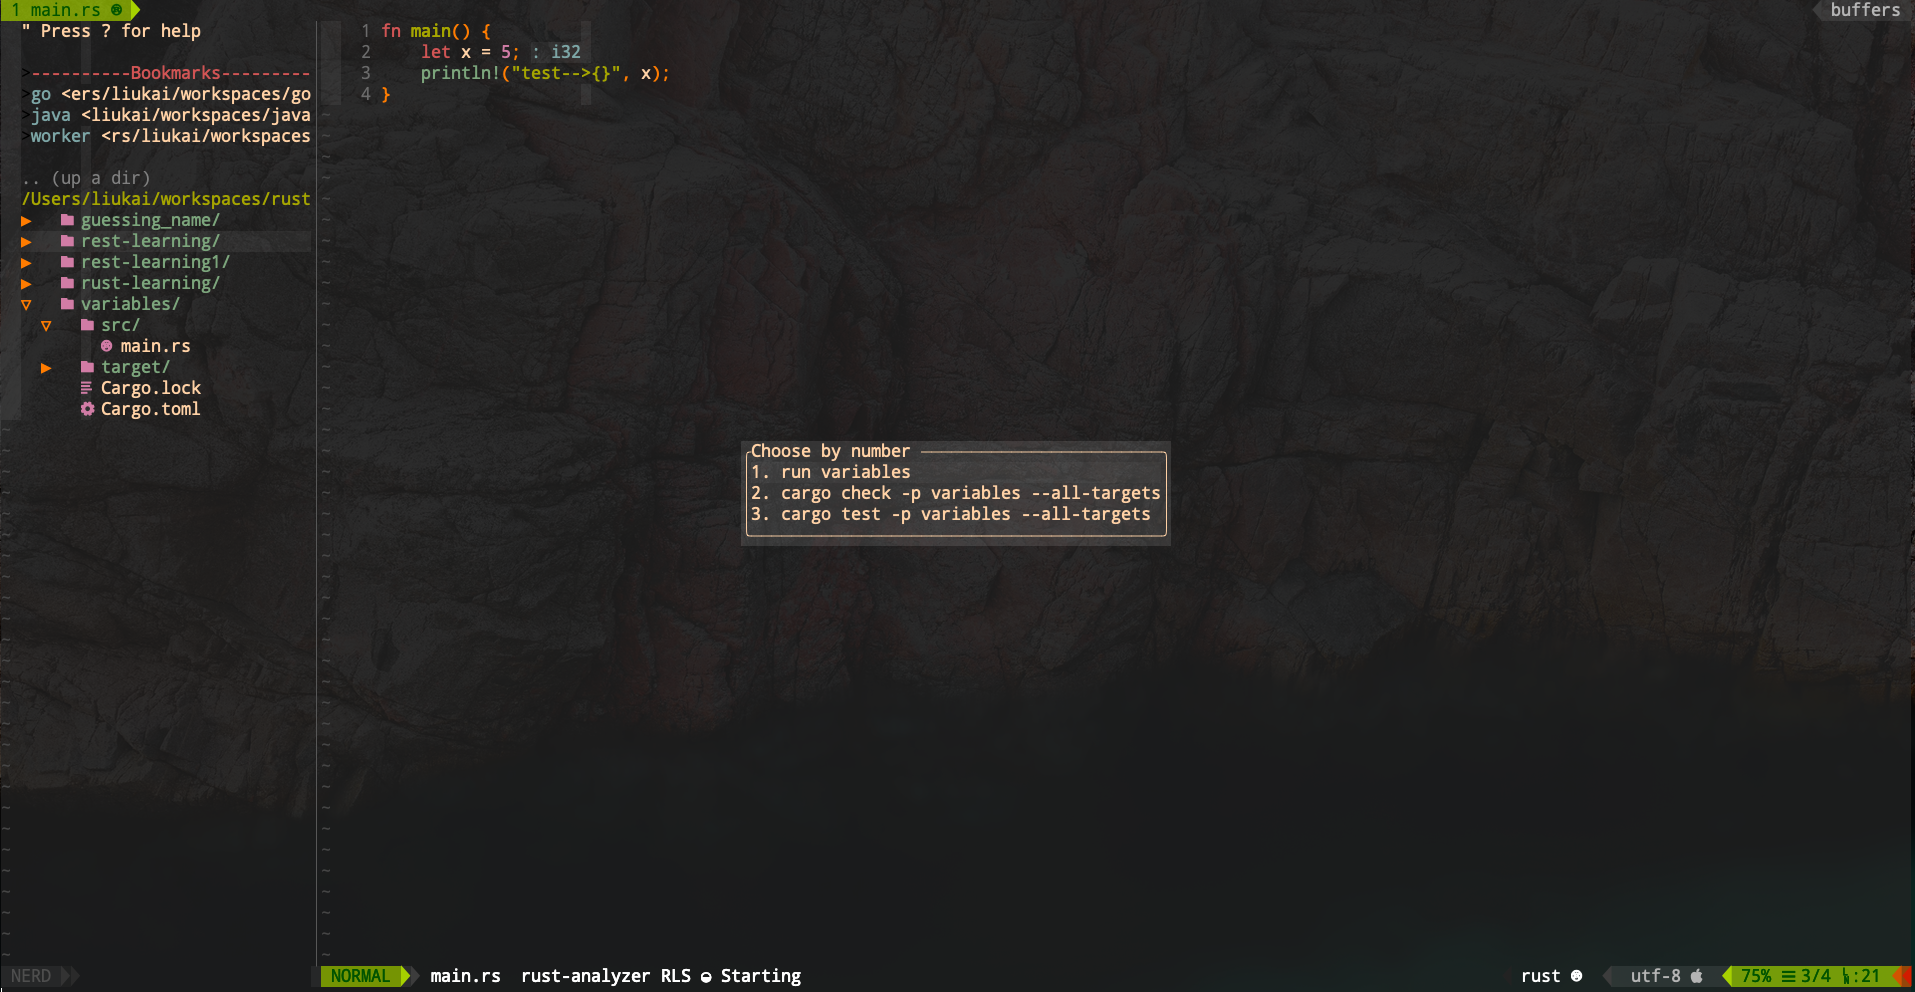 1 main.rs
buffers
" Press ? for help
>----------Bookmarks---------
>go <ers/liukai/workspaces/go
>java <liukai/workspaces/java
>worker <rs/liukai/workspaces
.. (up a dir)
/Users/liukai/workspaces/rust
▶ guessing_name/
▶ rest-learning/
▶ rest-learning1/
▶ rust-learning/
▽ variables/
▽ src/
main.rs
▶ target/
Cargo.lock
Cargo.toml
1 fn main() {
2 let x = 5; : i32
3 println!("test-->{}", x);
4 }
Choose by number
1. run variables
2. cargo check -p variables --all-targets
3. cargo test -p variables --all-targets
NERD
NORMAL main.rs rust-analyzer RLS ◒ Starting
rust utf-8 75% ☰ 3/4 :21